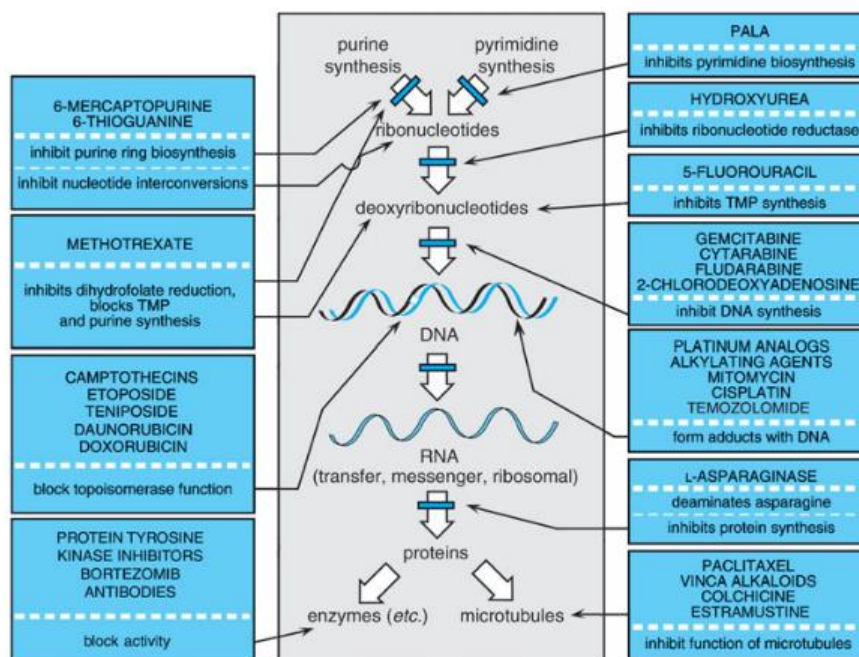 purine
synthesis
pyrimidine
synthesis
ribonucleotides
deoxyribonucleotides
DNA
RNA
(transfer, messenger, ribosomal)
proteins
enzymes (etc.)
microtubules
6-MERCAPTOPURINE
6-THIOGUANINE
inhibit purine ring biosynthesis
inhibit nucleotide interconversions
METHOTREXATE
inhibits dihydrofolate reduction,
blocks TMP
and purine synthesis
CAMPTOTHECINS
ETOPOSIDE
TENIPOSIDE
DAUNORUBICIN
DOXORUBICIN
block topoisomerase function
PROTEIN TYROSINE
KINASE INHIBITORS
BORTEZOMIB
ANTIBODIES
block activity
PALA
inhibits pyrimidine biosynthesis
HYDROXYUREA
inhibits ribonucleotide reductase
5-FLUOROURACIL
inhibits TMP synthesis
GEMCITABINE
CYTARABINE
FLUDARABINE
2-CHLORODEOXYADENOSINE
inhibit DNA synthesis
PLATINUM ANALOGS
ALKYLATING AGENTS
MITOMYCIN
CISPLATIN
TEMOZOLOMIDE
form adducts with DNA
L-ASPARAGINASE
deaminates asparagine
inhibits protein synthesis
PACLITAXEL
VINCA ALKALOIDS
COLCHICINE
ESTRAMUSTINE
inhibit function of microtubules